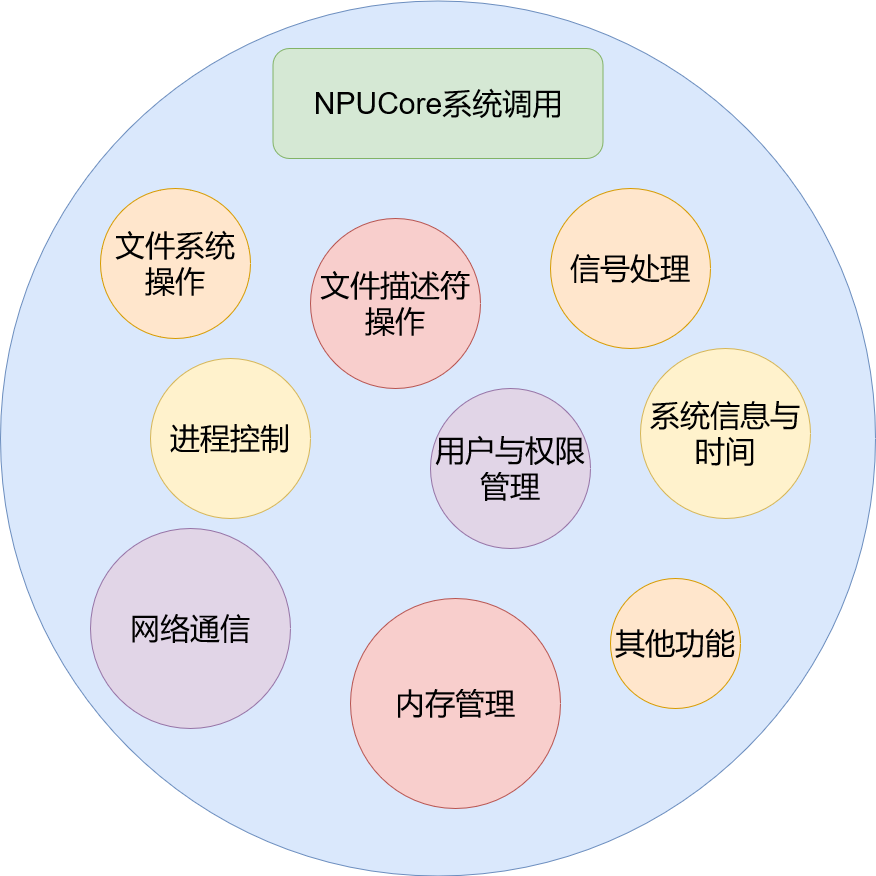 NPUCore系统调用
文件系统
操作
文件描述符
操作
信号处理
进程控制
用户与权限
管理
系统信息与
时间
网络通信
内存管理
其他功能